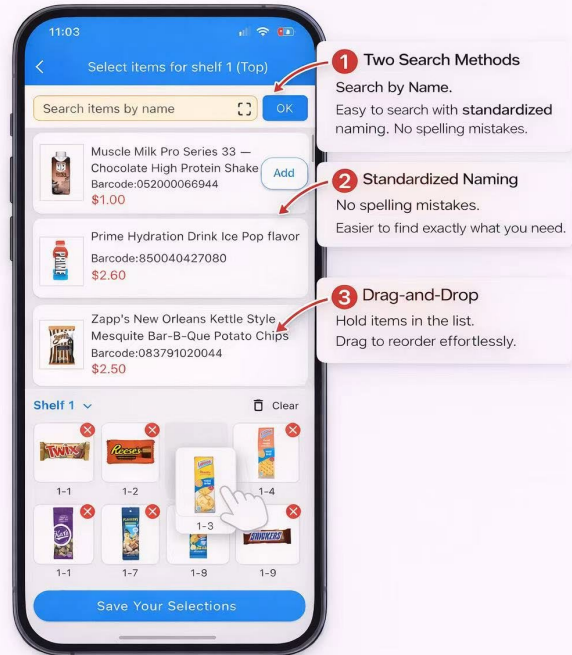 11:03
Select items for shelf 1 (Top)
Search items by name
OK
Muscle Milk Pro Series 33 —
Chocolate High Protein Shake
Barcode:052000066944
$1.00
Add
PRIME
Prime Hydration Drink Ice Pop flavor
Barcode:850040427080
$2.60
Zapp's New Orleans Kettle Style
Mesquite Bar-B-Que Potato Chips
Barcode:083791020044
$2.50
Shelf 1
Clear
TWIX
Reese's
1-1
1-2
1-3
1-4
SNICKERS
1-1
1-7
1-8
1-9
Save Your Selections
1 Two Search Methods
Search by Name.
Easy to search with standardized
naming. No spelling mistakes.
2 Standardized Naming
No spelling mistakes.
Easier to find exactly what you need.
3 Drag-and-Drop
Hold items in the list.
Drag to reorder effortlessly.